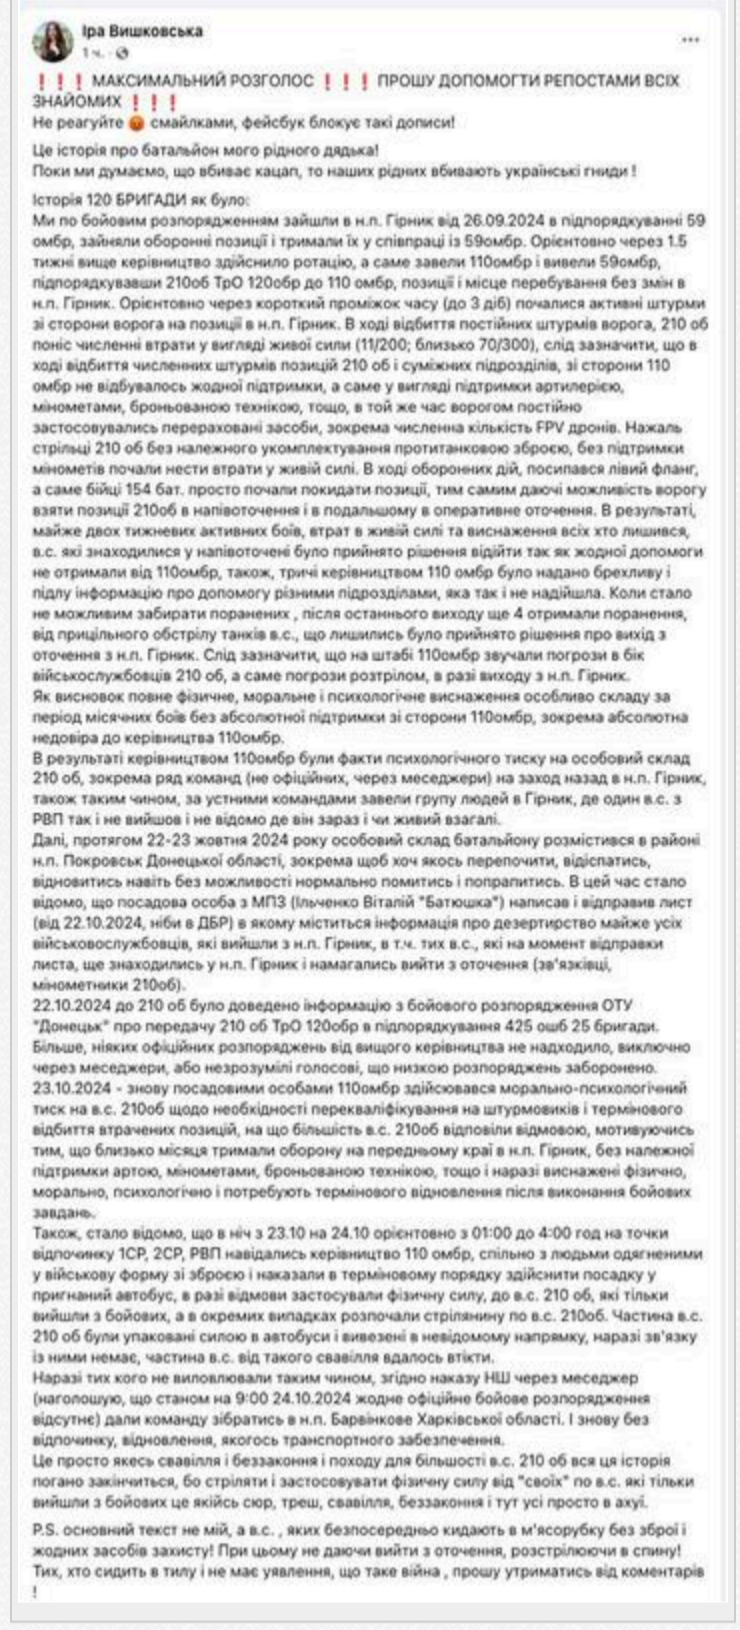 Іра Вишковська
1 ч.
❗❗❗ МАКСИМАЛЬНИЙ РОЗГОЛОС ❗❗❗ ПРОШУ ДОПОМОГТИ РЕПОСТАМИ ВСІХ
ЗНАЙОМИХ ❗❗❗
Не реагуйте 😡 смайлками, фейсбук блокує такі дописи!
Це історія про батальйон мого рідного дядька!
Поки ми думаємо, що вбиває кацап, то наших рідних вбивають українські гниди !
Історія 120 БРИГАДИ як було:
Ми по бойовим розпорядженням зайшли в н.п. Гірник від 26.09.2024 в підпорядкуванні 59
омбр, зайняли оборонні позиції і тримали їх у співпраці із 59омбр. Орієнтовно через 1.5
тижні вище керівництво здійснило ротацію, а саме завели 110омбр і вивели 59омбр,
підпорядкувавши 210об ТрО 120обр до 110 омбр, позиції і місце перебування без змін в
н.п. Гірник. Орієнтовно через короткий проміжок часу (до 3 діб) почалися активні штурми
зі сторони ворога на позиції в н.п. Гірник. В ході відбиття постійних штурмів ворога, 210 об
поніс численні втрати у вигляді живої сили (11/200; близько 70/300), слід зазначити, що в
ході відбиття численних штурмів позицій 210 об і суміжних підрозділів, зі сторони 110
омбр не відбувалось жодної підтримки, а саме у вигляді підтримки артилерією,
мінометами, броньованою технікою, тощо, в той же час ворогом постійно
застосовувались перераховані засоби, зокрема численна кількість FPV дронів. Нажаль
стрільці 210 об без належного укомплектування протитанковою зброєю, без підтримки
мінометів почали нести втрати у живій силі. В ході оборонних дій, посипався лівий фланг,
а саме бійці 154 бат. просто почали покидати позиції, тим самим даючі можливість ворогу
взяти позиції 210об в напівоточення і в подальшому в оперативне оточення. В результаті,
майже двох тижневих активних боїв, втрат в живій силі та виснаження всіх хто лишився,
в.с. які знаходилися у напівоточені було прийнято рішення відійти так як жодної допомоги
не отримали від 110омбр, також, тричі керівництвом 110 омбр було надано брехливу і
підлу інформацію про допомогу різними підрозділами, яка так і не надійшла. Коли стало
не можливим забирати поранених , після останнього виходу ще 4 отримали поранення,
від прицільного обстрілу танків в.с., що лишились було прийнято рішення про вихід з
оточення з н.п. Гірник. Слід зазначити, що на штабі 110омбр звучали погрози в бік
військослужбовців 210 об, а саме погрози розтрілом, в разі виходу з н.п. Гірник.
Як висновок повне фізичне, моральне і психологічне виснаження особливо складу за
період місячних боїв без абсолютної підтримки зі сторони 110омбр, зокрема абсолютна
недовіра до керівництва 110омбр.
В результаті керівництвом 110омбр були факти психологічного тиску на особовий склад
210 об, зокрема ряд команд (не офіційних, через меседжери) на заход назад в н.п. Гірник,
також таким чином, за устними командами завели групу людей в Гірник, де один в.с. з
РВП так і не вийшов і не відомо де він зараз і чи живий взагалі.
Далі, протягом 22-23 жовтня 2024 року особовий склад батальйону розмістився в районі
н.п. Покровськ Донецької області, зокрема щоб хоч якось перепочити, відіспатись,
відновитись навіть без можливості нормально помитись і попрапитись. В цей час стало
відомо, що посадова особа з МПЗ (Ільченко Віталій "Батюшка") написав і відправив лист
(від 22.10.2024, ніби в ДБР) в якому міститься інформація про дезертирство майже усіх
військовослужбовців, які вийшли з н.п. Гірник, в т.ч. тих в.с., які на момент відправки
листа, ще знаходились у н.п. Гірник і намагались вийти з оточення (зв'язківці,
мінометники 210об).
22.10.2024 до 210 об було доведено інформацію з бойового розпорядження ОТУ
"Донецьк" про передачу 210 об ТрО 120обр в підпорядкування 425 ошб 25 бригади.
Більше, ніяких офіційних розпоряджень від вищого керівництва не надходило, виключно
через меседжери, або незрозумілі голосові, що низкою розпоряджень заборонено.
23.10.2024 - знову посадовими особами 110омбр здійсювався морально-психологічний
тиск на в.с. 210об щодо необхідності перекваліфікування на штурмовиків і термінового
відбиття втрачених позицій, на що більшість в.с. 210об відповіли відмовою, мотивуючись
тим, що близько місяця тримали оборону на передньому краї в н.п. Гірник, без належної
підтримки артою, мінометами, броньованою технікою, тощо і наразі виснажені фізично,
морально, психологічно і потребують термінового відновлення після виконання бойових
завдань.
Також, стало відомо, що в ніч з 23.10 на 24.10 орієнтовно з 01:00 до 4:00 год на точки
відпочинку 1СР, 2СР, РВП навідались керівництво 110 омбр, спільно з людьми одягненими
у військову форму зі зброєю і наказали в терміновому порядку здійснити посадку у
пригнаний автобус, в разі відмови застосували фізичну силу, до в.с. 210 об, які тільки
вийшли з бойових, а в окремих випадках розпочали стрілянину по в.с. 210об. Частина в.с.
210 об були упаковані силою в автобуси і вивезені в невідомому напрямку, наразі зв'язку
із ними немає, частина в.с. від такого свавілля вдалось втікти.
Наразі тих кого не виловлювали таким чином, згідно наказу НШ через меседжер
(наголошую, що станом на 9:00 24.10.2024 жодне офіційне бойове розпорядження
відсутнє) дали команду зібратись в н.п. Барвінкове Харківської області. І знову без
відпочинку, відновлення, якогось транспортного забезпечення.
Це просто якесь свавілля і беззаконня і походу для більшості в.с. 210 об вся ця історія
погано закінчиться, бо стріляти і застосовувати фізичну силу від "своїх" по в.с. які тільки
вийшли з бойових це якійсь сюр, треш, свавілля, беззаконня і тут усі просто в ахуї.
P.S. основний текст не мій, а в.с. , яких безпосередньо кидають в м'ясорубку без зброї і
жодних засобів захисту! При цьому не даючи вийти з оточення, розстрілюючи в спину!
Тих, хто сидить в тилу і не має уявлення, що таке війна , прошу утриматись від коментарів
!